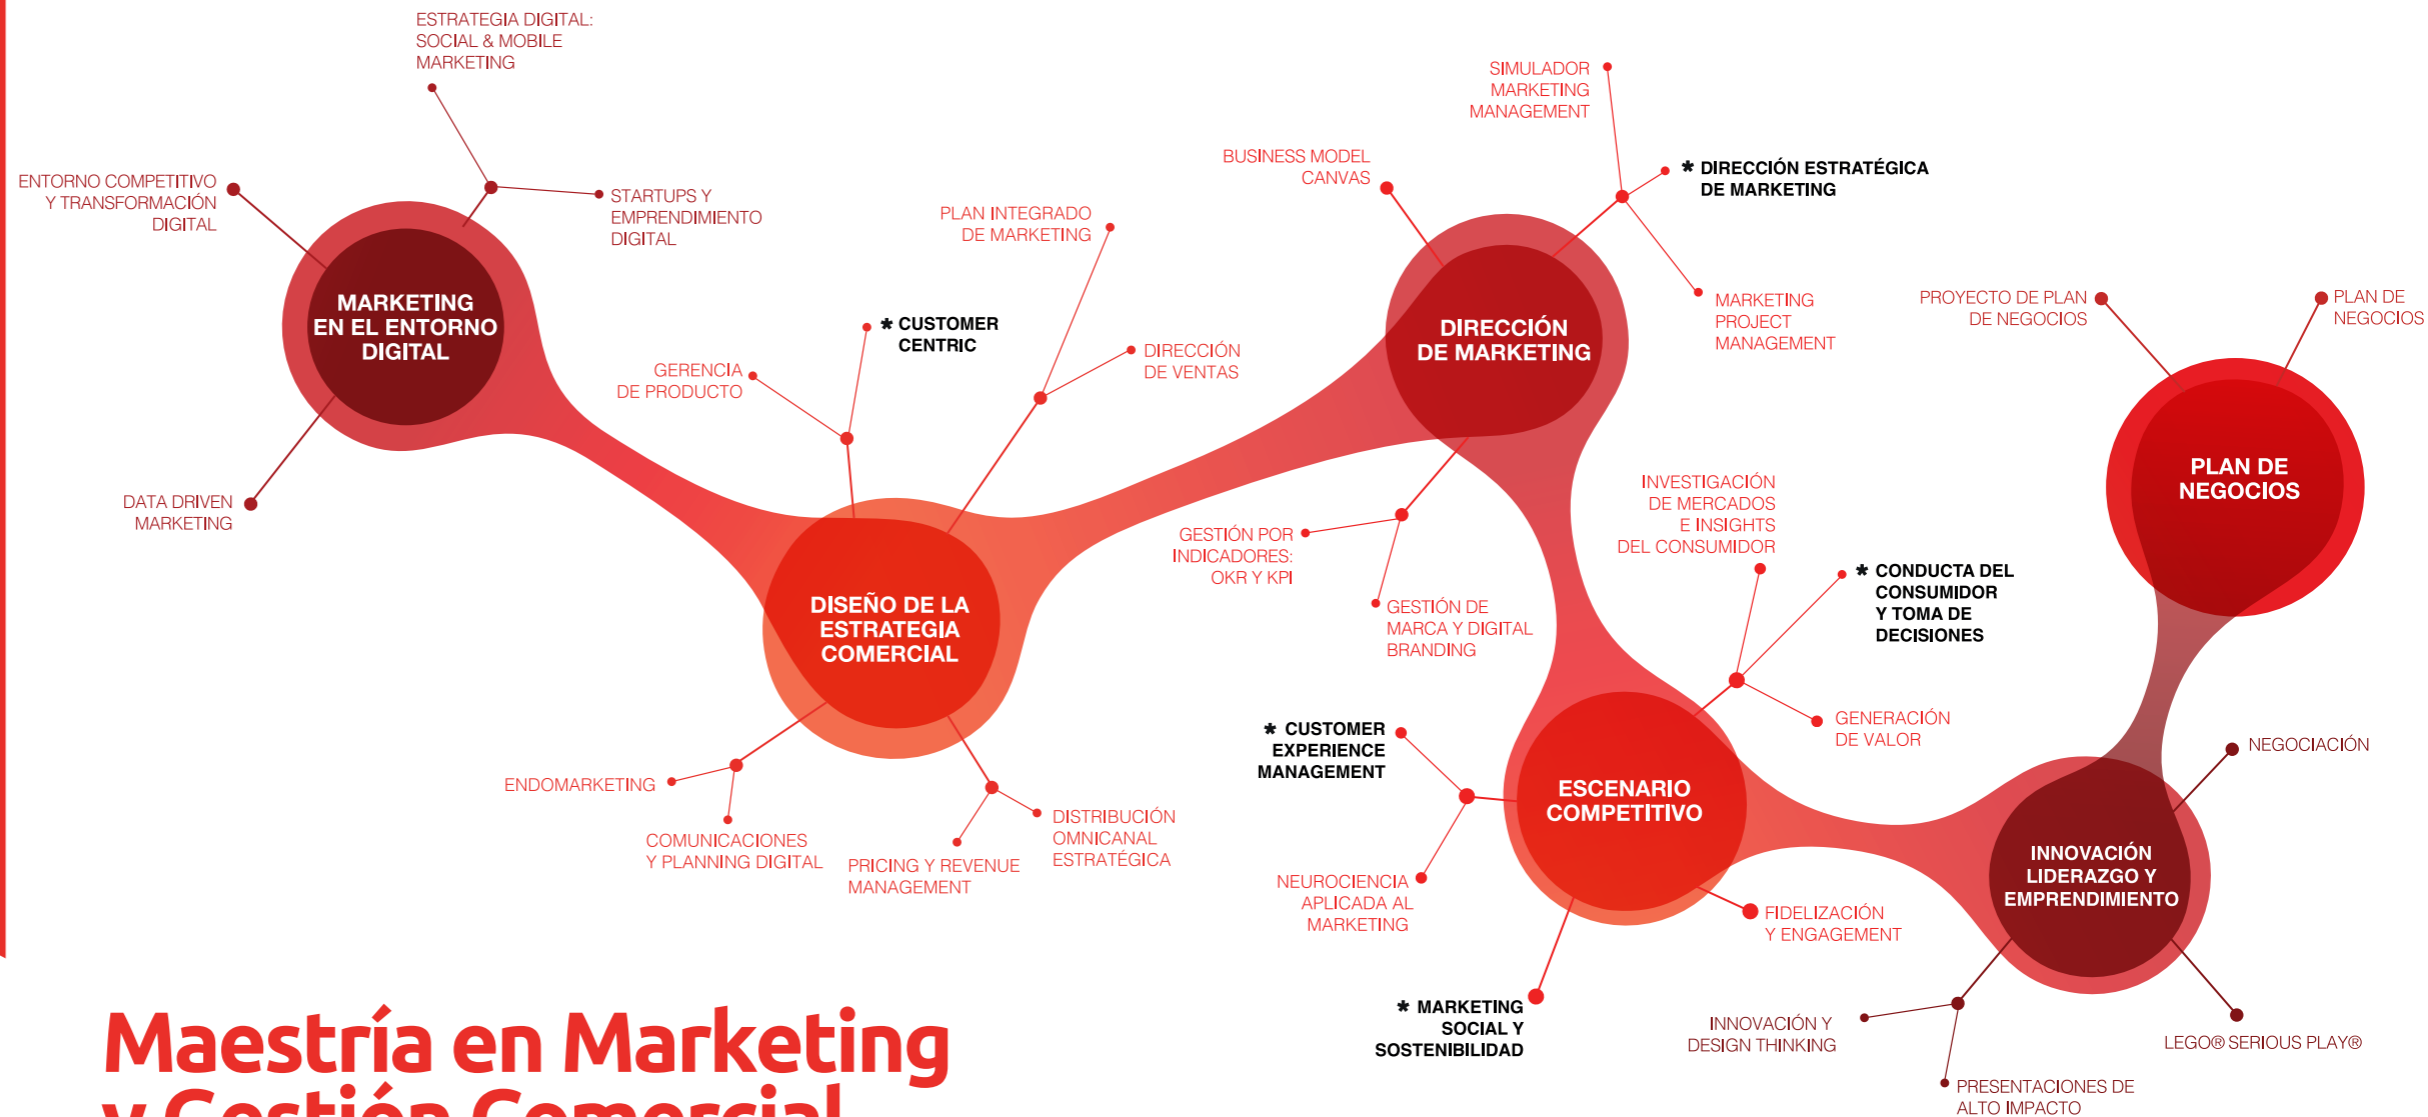 ESTRATEGIA DIGITAL:
SOCIAL & MOBILE
MARKETING
ENTORNO COMPETITIVO
Y TRANSFORMACIÓN
DIGITAL
STARTUPS Y
EMPRENDIMIENTO
DIGITAL
MARKETING
EN EL ENTORNO
DIGITAL
DATA DRIVEN
MARKETING
GERENCIA
DE PRODUCTO
* CUSTOMER
CENTRIC
PLAN INTEGRADO
DE MARKETING
DIRECCIÓN
DE VENTAS
DISEÑO DE LA
ESTRATEGIA
COMERCIAL
ENDOMARKETING
COMUNICACIONES
Y PLANNING DIGITAL
PRICING Y REVENUE
MANAGEMENT
DISTRIBUCIÓN
OMNICANAL
ESTRATÉGICA
BUSINESS MODEL
CANVAS
SIMULADOR
MARKETING
MANAGEMENT
* DIRECCIÓN ESTRATÉGICA
DE MARKETING
MARKETING
PROJECT
MANAGEMENT
DIRECCIÓN
DE MARKETING
GESTIÓN POR
INDICADORES:
OKR Y KPI
GESTIÓN DE
MARCA Y DIGITAL
BRANDING
INVESTIGACIÓN
DE MERCADOS
E INSIGHTS
DEL CONSUMIDOR
* CONDUCTA DEL
CONSUMIDOR
Y TOMA DE
DECISIONES
GENERACIÓN
DE VALOR
* CUSTOMER
EXPERIENCE
MANAGEMENT
ESCENARIO
COMPETITIVO
NEUROCIENCIA
APLICADA AL
MARKETING
FIDELIZACIÓN
Y ENGAGEMENT
* MARKETING
SOCIAL Y
SOSTENIBILIDAD
PROYECTO DE PLAN
DE NEGOCIOS
PLAN DE
NEGOCIOS
PLAN DE
NEGOCIOS
NEGOCIACIÓN
INNOVACIÓN
LIDERAZGO Y
EMPRENDIMIENTO
INNOVACIÓN Y
DESIGN THINKING
LEGO® SERIOUS PLAY®
PRESENTACIONES DE
ALTO IMPACTO
Maestría en Marketing
y Gestión Comercial